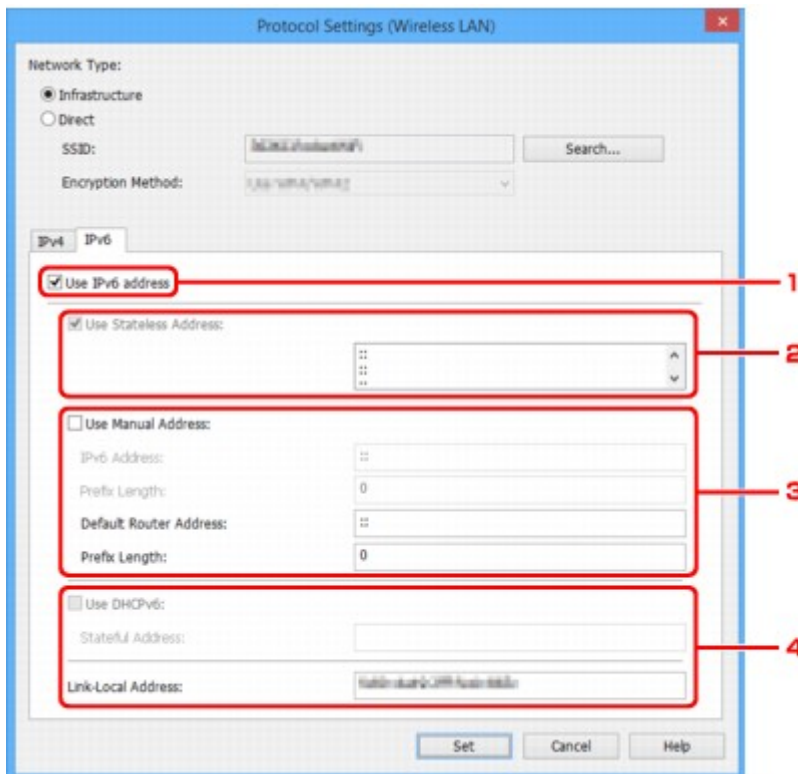 Protocol Settings (Wireless LAN)
Network Type:
Infrastructure
Direct
SSID:
Search...
Encryption Method:
IPv4 IPv6
Use IPv6 address
1
Use Stateless Address:
::
::
::
2
Use Manual Address:
IPv6 Address: ::
Prefix Length: 0
3
Default Router Address: ::
Prefix Length: 0
Use DHCPv6:
Stateful Address:
4
Link-Local Address:
Set Cancel Help